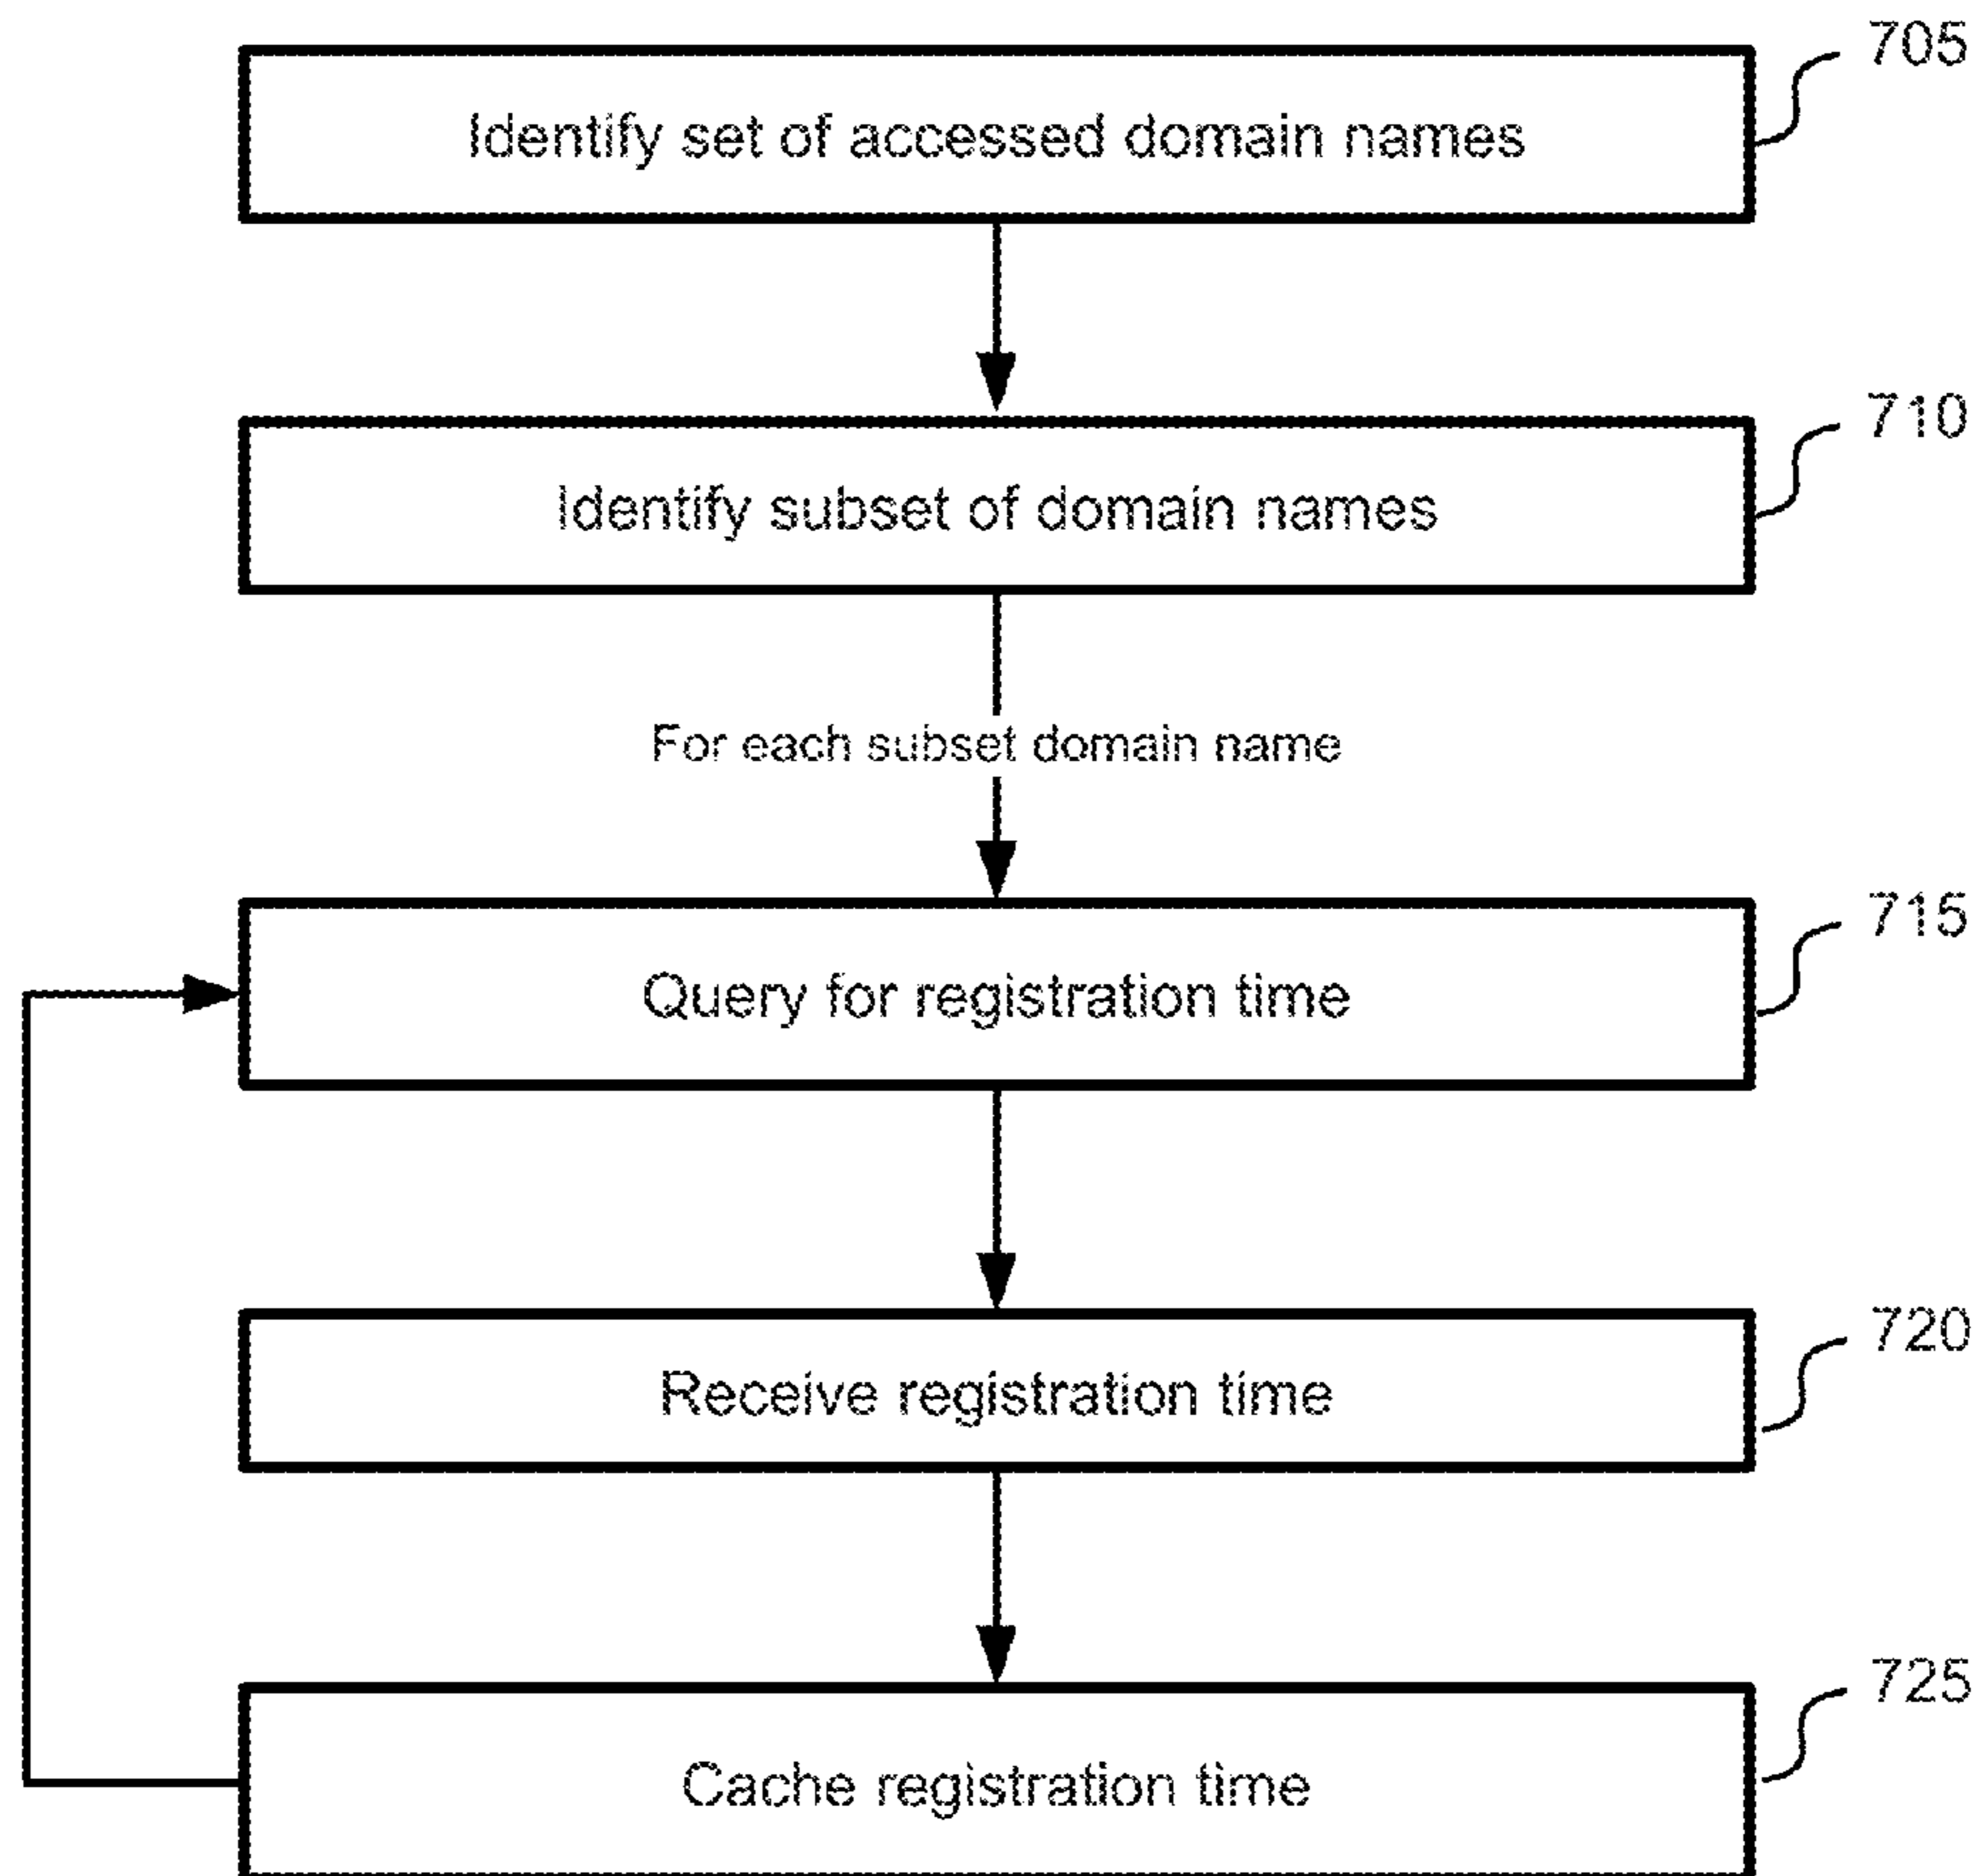 705
Identify set of accessed domain names
710
Identify subset of domain names
For each subset domain name
715
Query for registration time
720
Receive registration time
725
Cache registration time